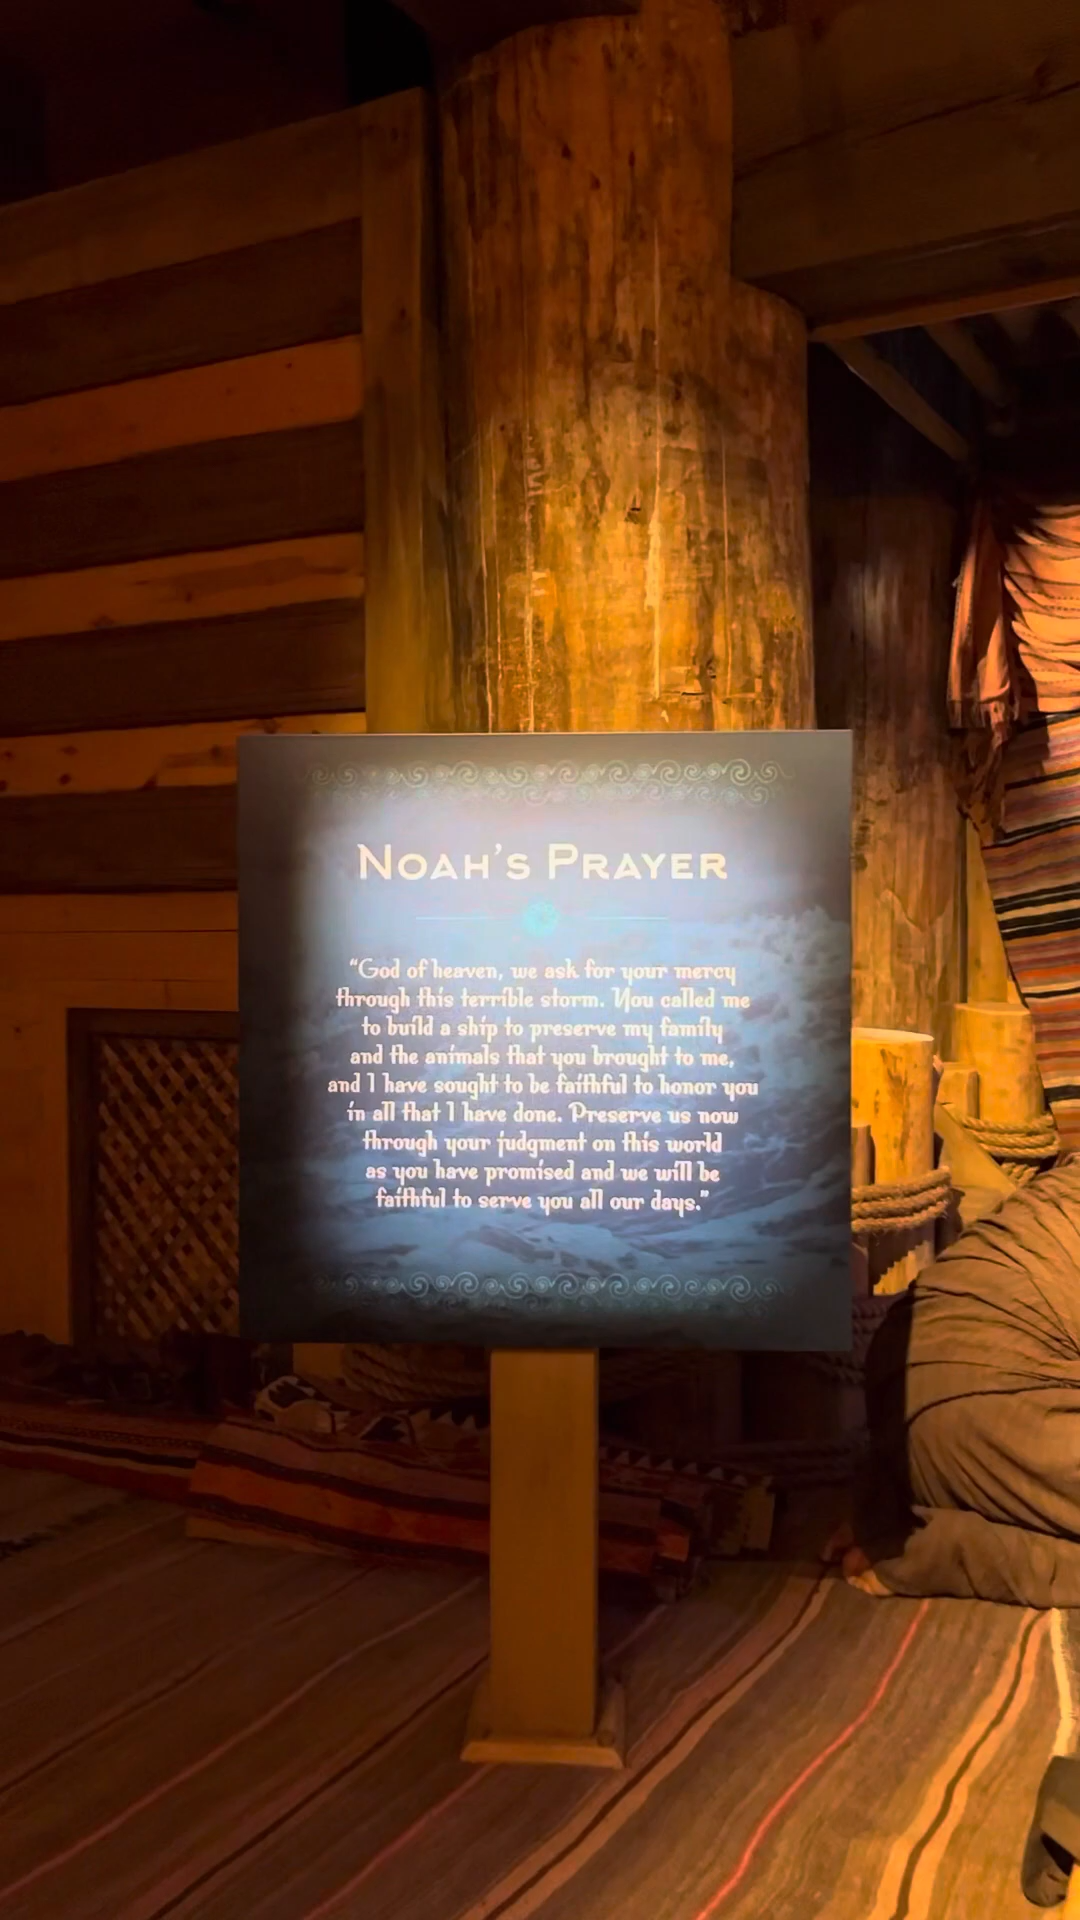 NOAH'S PRAYER
“God of heaven, we ask for your mercy
through this terrible storm. You called me
to build a ship to preserve my family
and the animals that you brought to me,
and I have sought to be faithful to honor you
in all that I have done. Preserve us now
through your judgment on this world
as you have promised and we will be
faithful to serve you all our days.”